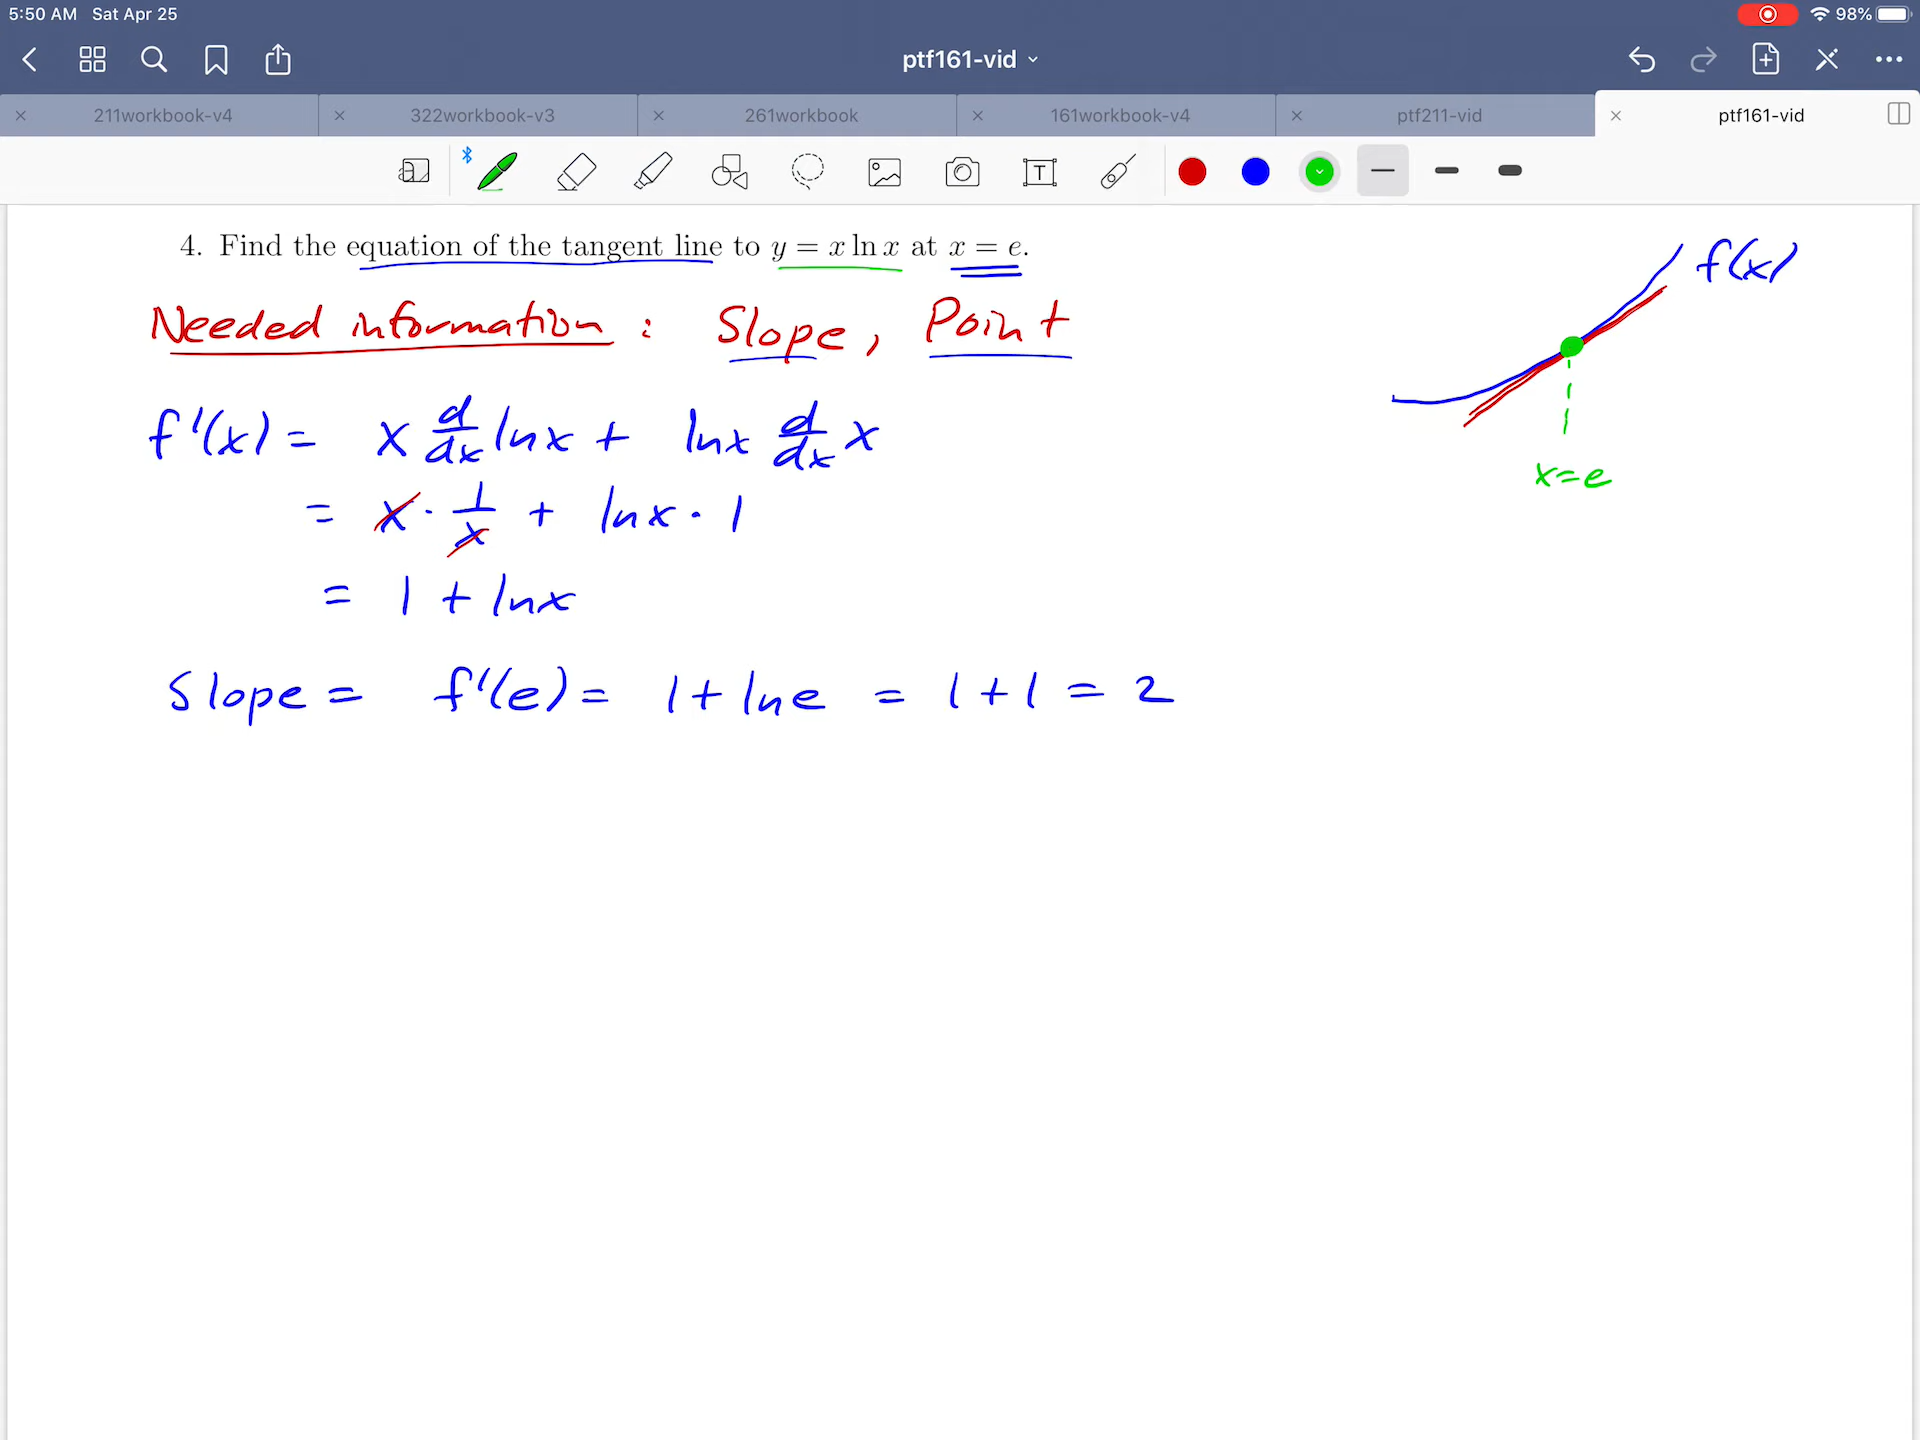 5:50 AM Sat Apr 25 98%
ptf161-vid
211workbook-v4 322workbook-v3 261workbook 161workbook-v4 ptf211-vid ptf161-vid
a T
4. Find the equation of the tangent line to y = x ln x at x = e.
f(x)
Needed information : Slope, Point
f'(x) = x d/dx lnx + lnx d/dx x
x=e
= x · 1/x + lnx · 1
= 1 + lnx
Slope = f'(e) = 1 + ln e = 1 + 1 = 2